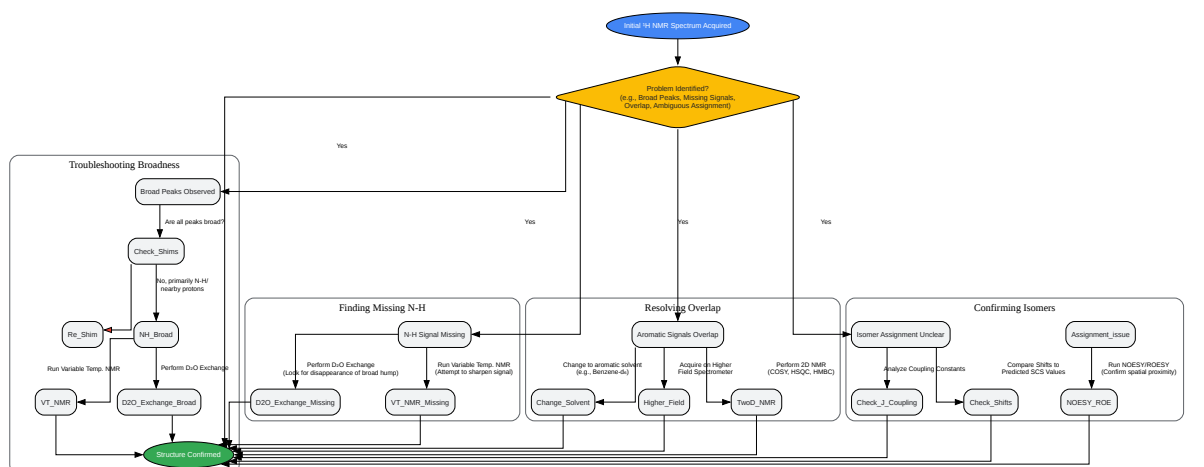 Initial ¹H NMR Spectrum Acquired
Problem Identified?
(e.g., Broad Peaks, Missing Signals,
Overlap, Ambiguous Assignment)
Yes
Yes
Yes
Yes
Troubleshooting Broadness
Broad Peaks Observed
Are all peaks broad?
Check_Shims
No, primarily N-H/
nearby protons
Re_Shim
NH_Broad
Run Variable Temp. NMR
Perform D₂O Exchange
VT_NMR
D2O_Exchange_Broad
Finding Missing N-H
N-H Signal Missing
Perform D₂O Exchange
(Look for disappearance of broad hump)
Run Variable Temp. NMR
(Attempt to sharpen signal)
D2O_Exchange_Missing
VT_NMR_Missing
Resolving Overlap
Aromatic Signals Overlap
Change to aromatic solvent
(e.g., Benzene-d₆)
Acquire on Higher
Field Spectrometer
Perform 2D NMR
(COSY, HSQC, HMBC)
Change_Solvent
Higher_Field
TwoD_NMR
Confirming Isomers
Isomer Assignment Unclear
Assignment_issue
Analyze Coupling Constants
Compare Shifts to
Predicted SCS Values
Run NOESY/ROESY
(Confirm spatial proximity)
Check_J_Coupling
Check_Shifts
NOESY_ROE
Structure Confirmed